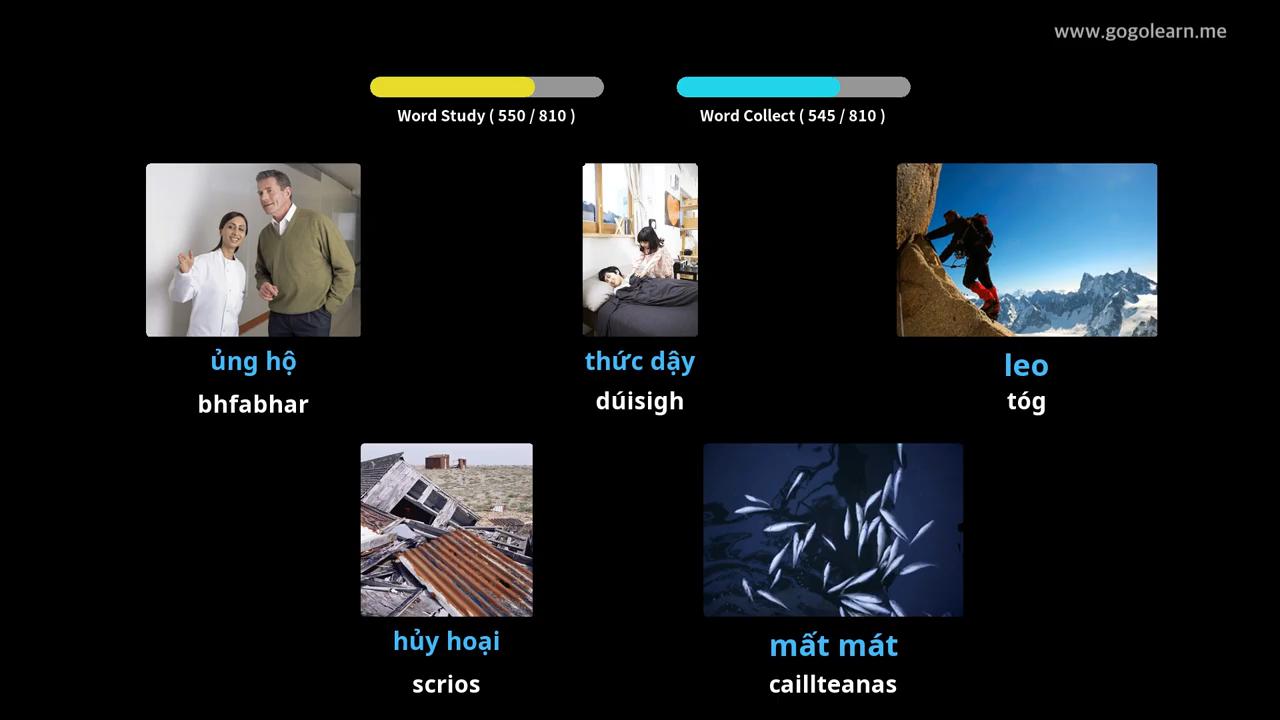 www.gogolearn.me
Word Study ( 550 / 810 )
Word Collect ( 545 / 810 )
ủng hộ
bhfabhar
thức dậy
dúisigh
leo
tóg
hủy hoại
scrios
mất mát
caillteanas